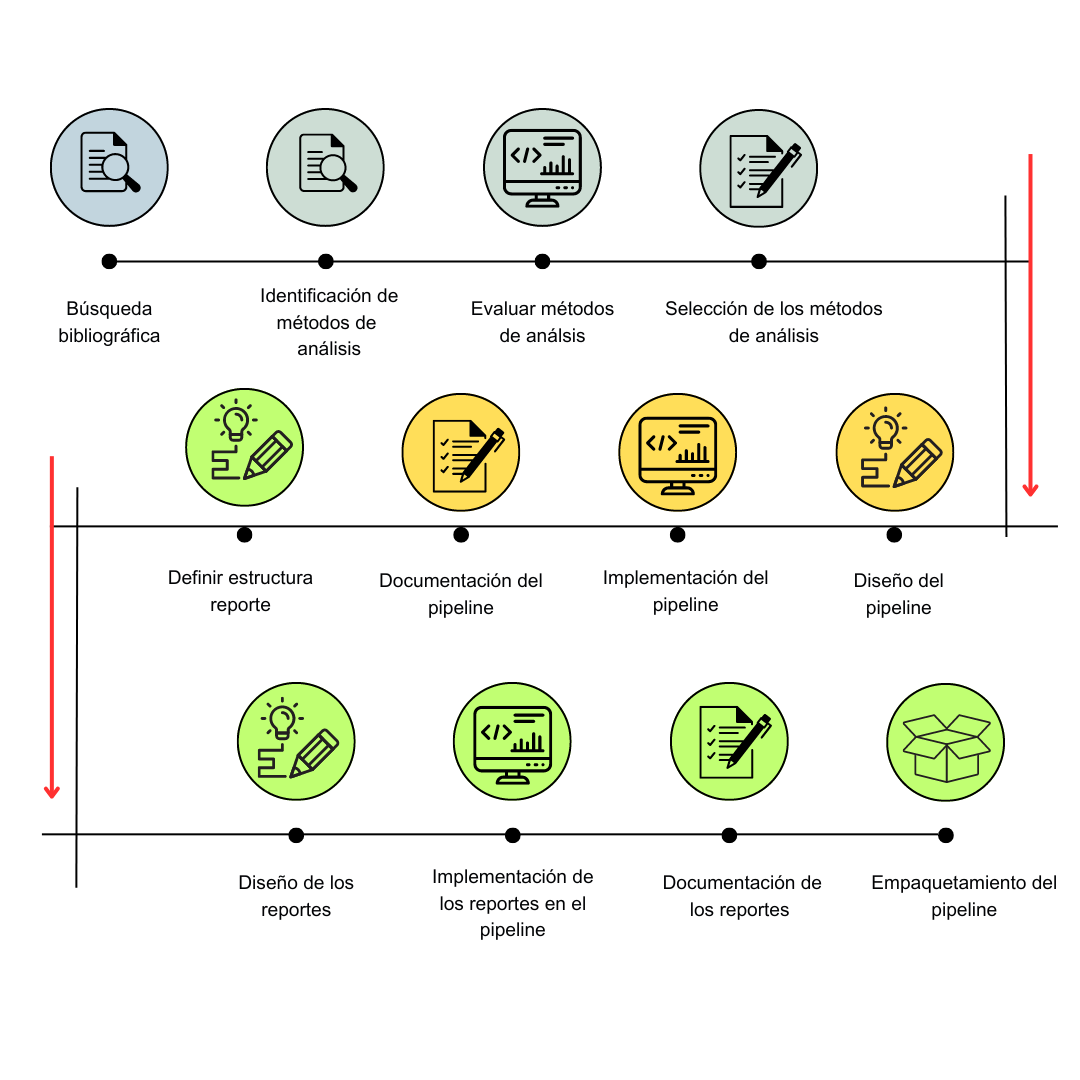 Búsqueda
bibliográfica
Identificación de
métodos de
análisis
Evaluar métodos
de análsis
Selección de los métodos
de análisis
Definir estructura
reporte
Documentación del
pipeline
Implementación del
pipeline
Diseño del
pipeline
Diseño de los
reportes
Implementación de
los reportes en el
pipeline
Documentación de
los reportes
Empaquetamiento del
pipeline